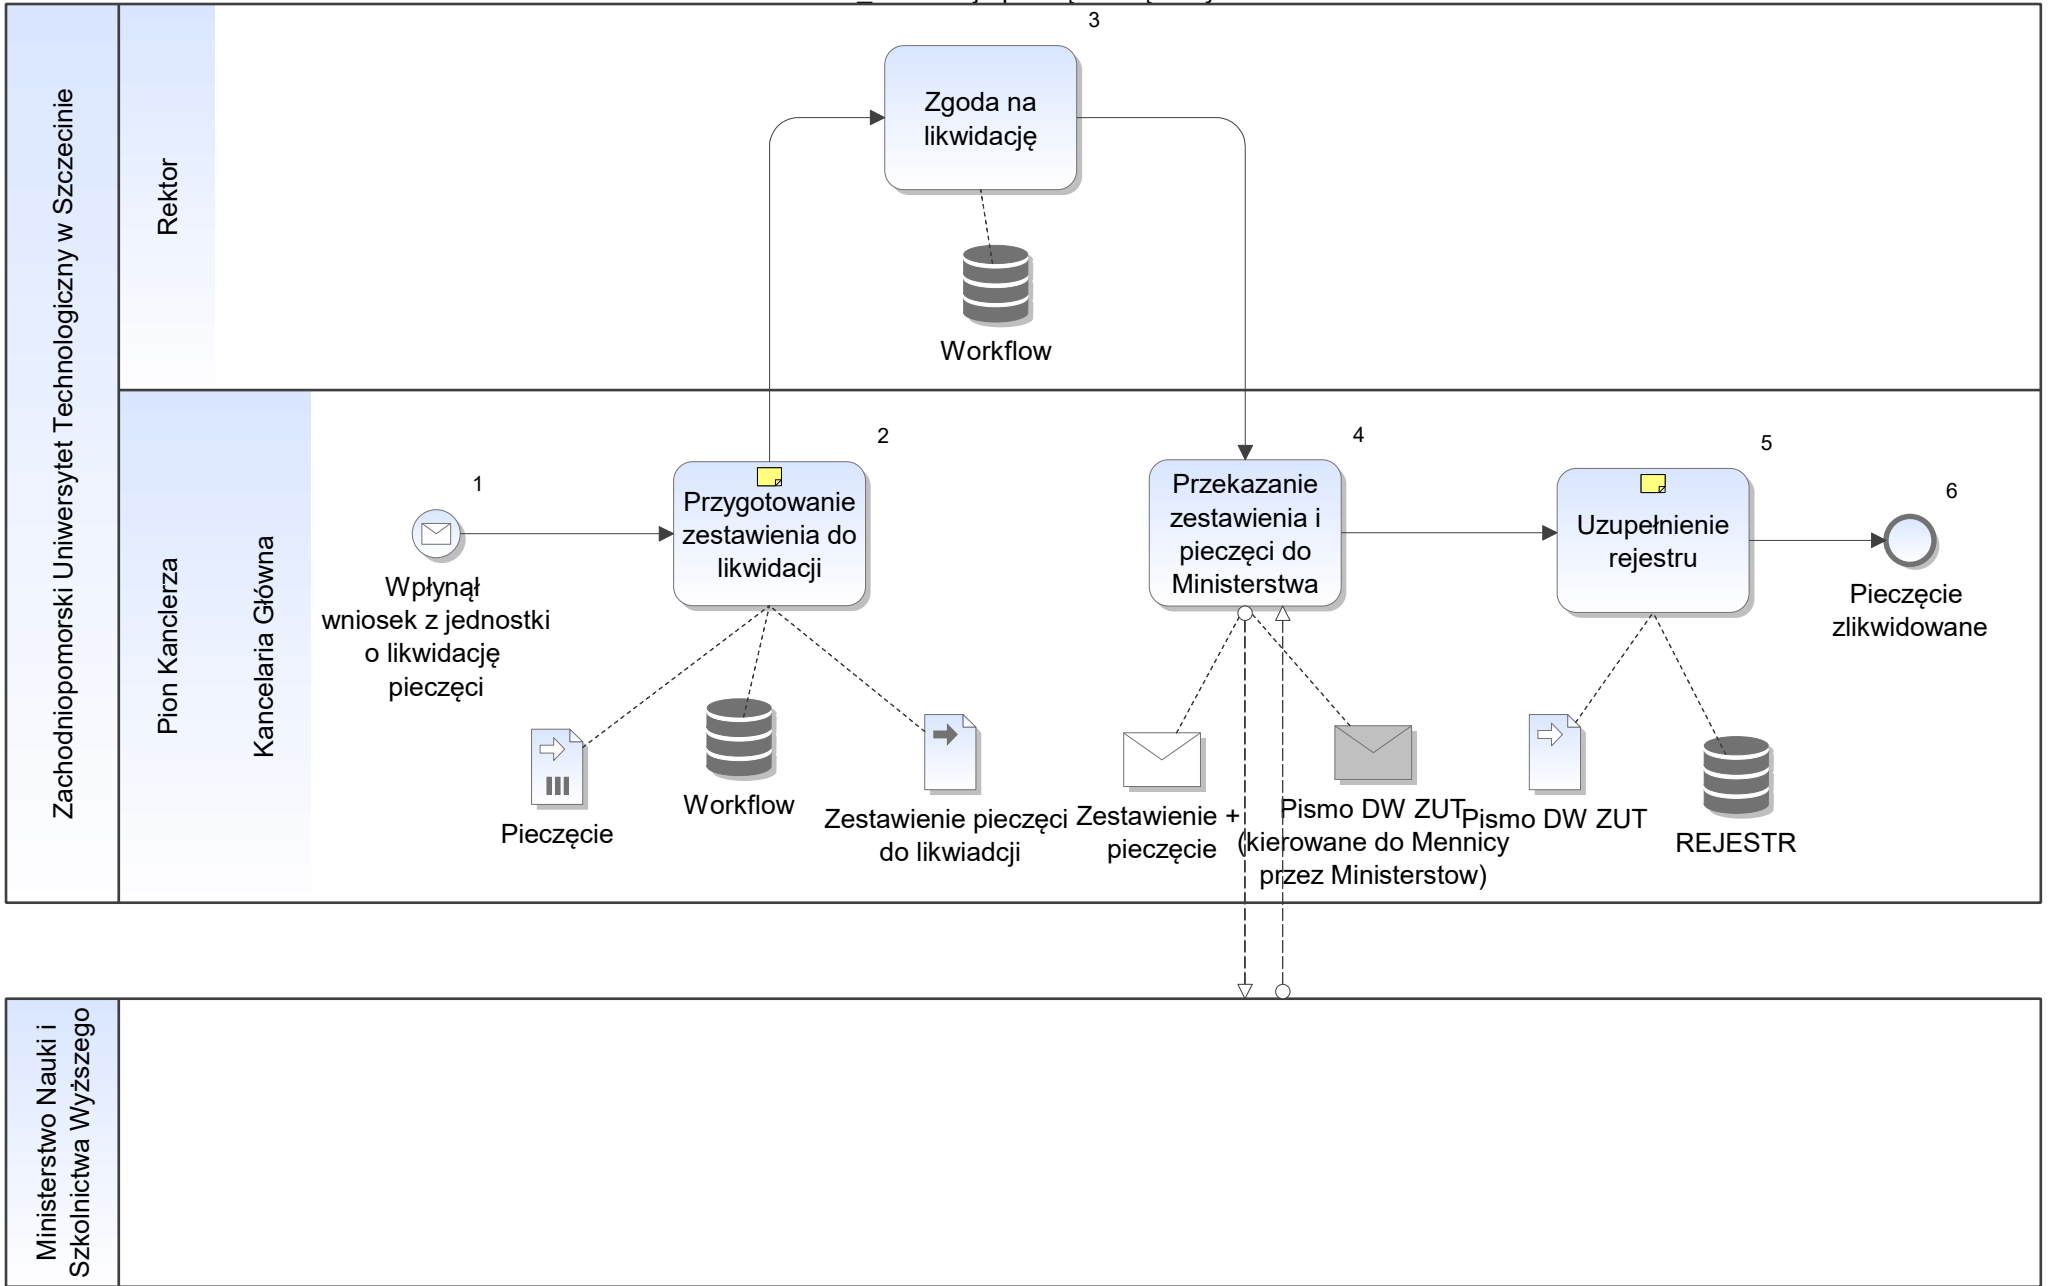 3
Zachodniopomorski Uniwersytet Technologiczny w Szczecinie
Rektor
Zgoda na
likwidację
Workflow
Pion Kanclerza
Kancelaria Główna
1
Wpłynął
wniosek z jednostki
o likwidację
pieczęci
2
Przygotowanie
zestawienia do
likwidacji
Pieczęcie
Workflow
Zestawienie pieczęci
do likwiadcji
4
Przekazanie
zestawienia i
pieczęci do
Ministerstwa
Zestawienie +
pieczęcie
Pismo DW ZUT
(kierowane do Mennicy
przez Ministerstow)
5
Uzupełnienie
rejestru
Pismo DW ZUT
REJESTR
6
Pieczęcie
zlikwidowane
Ministerstwo Nauki i
Szkolnictwa Wyższego